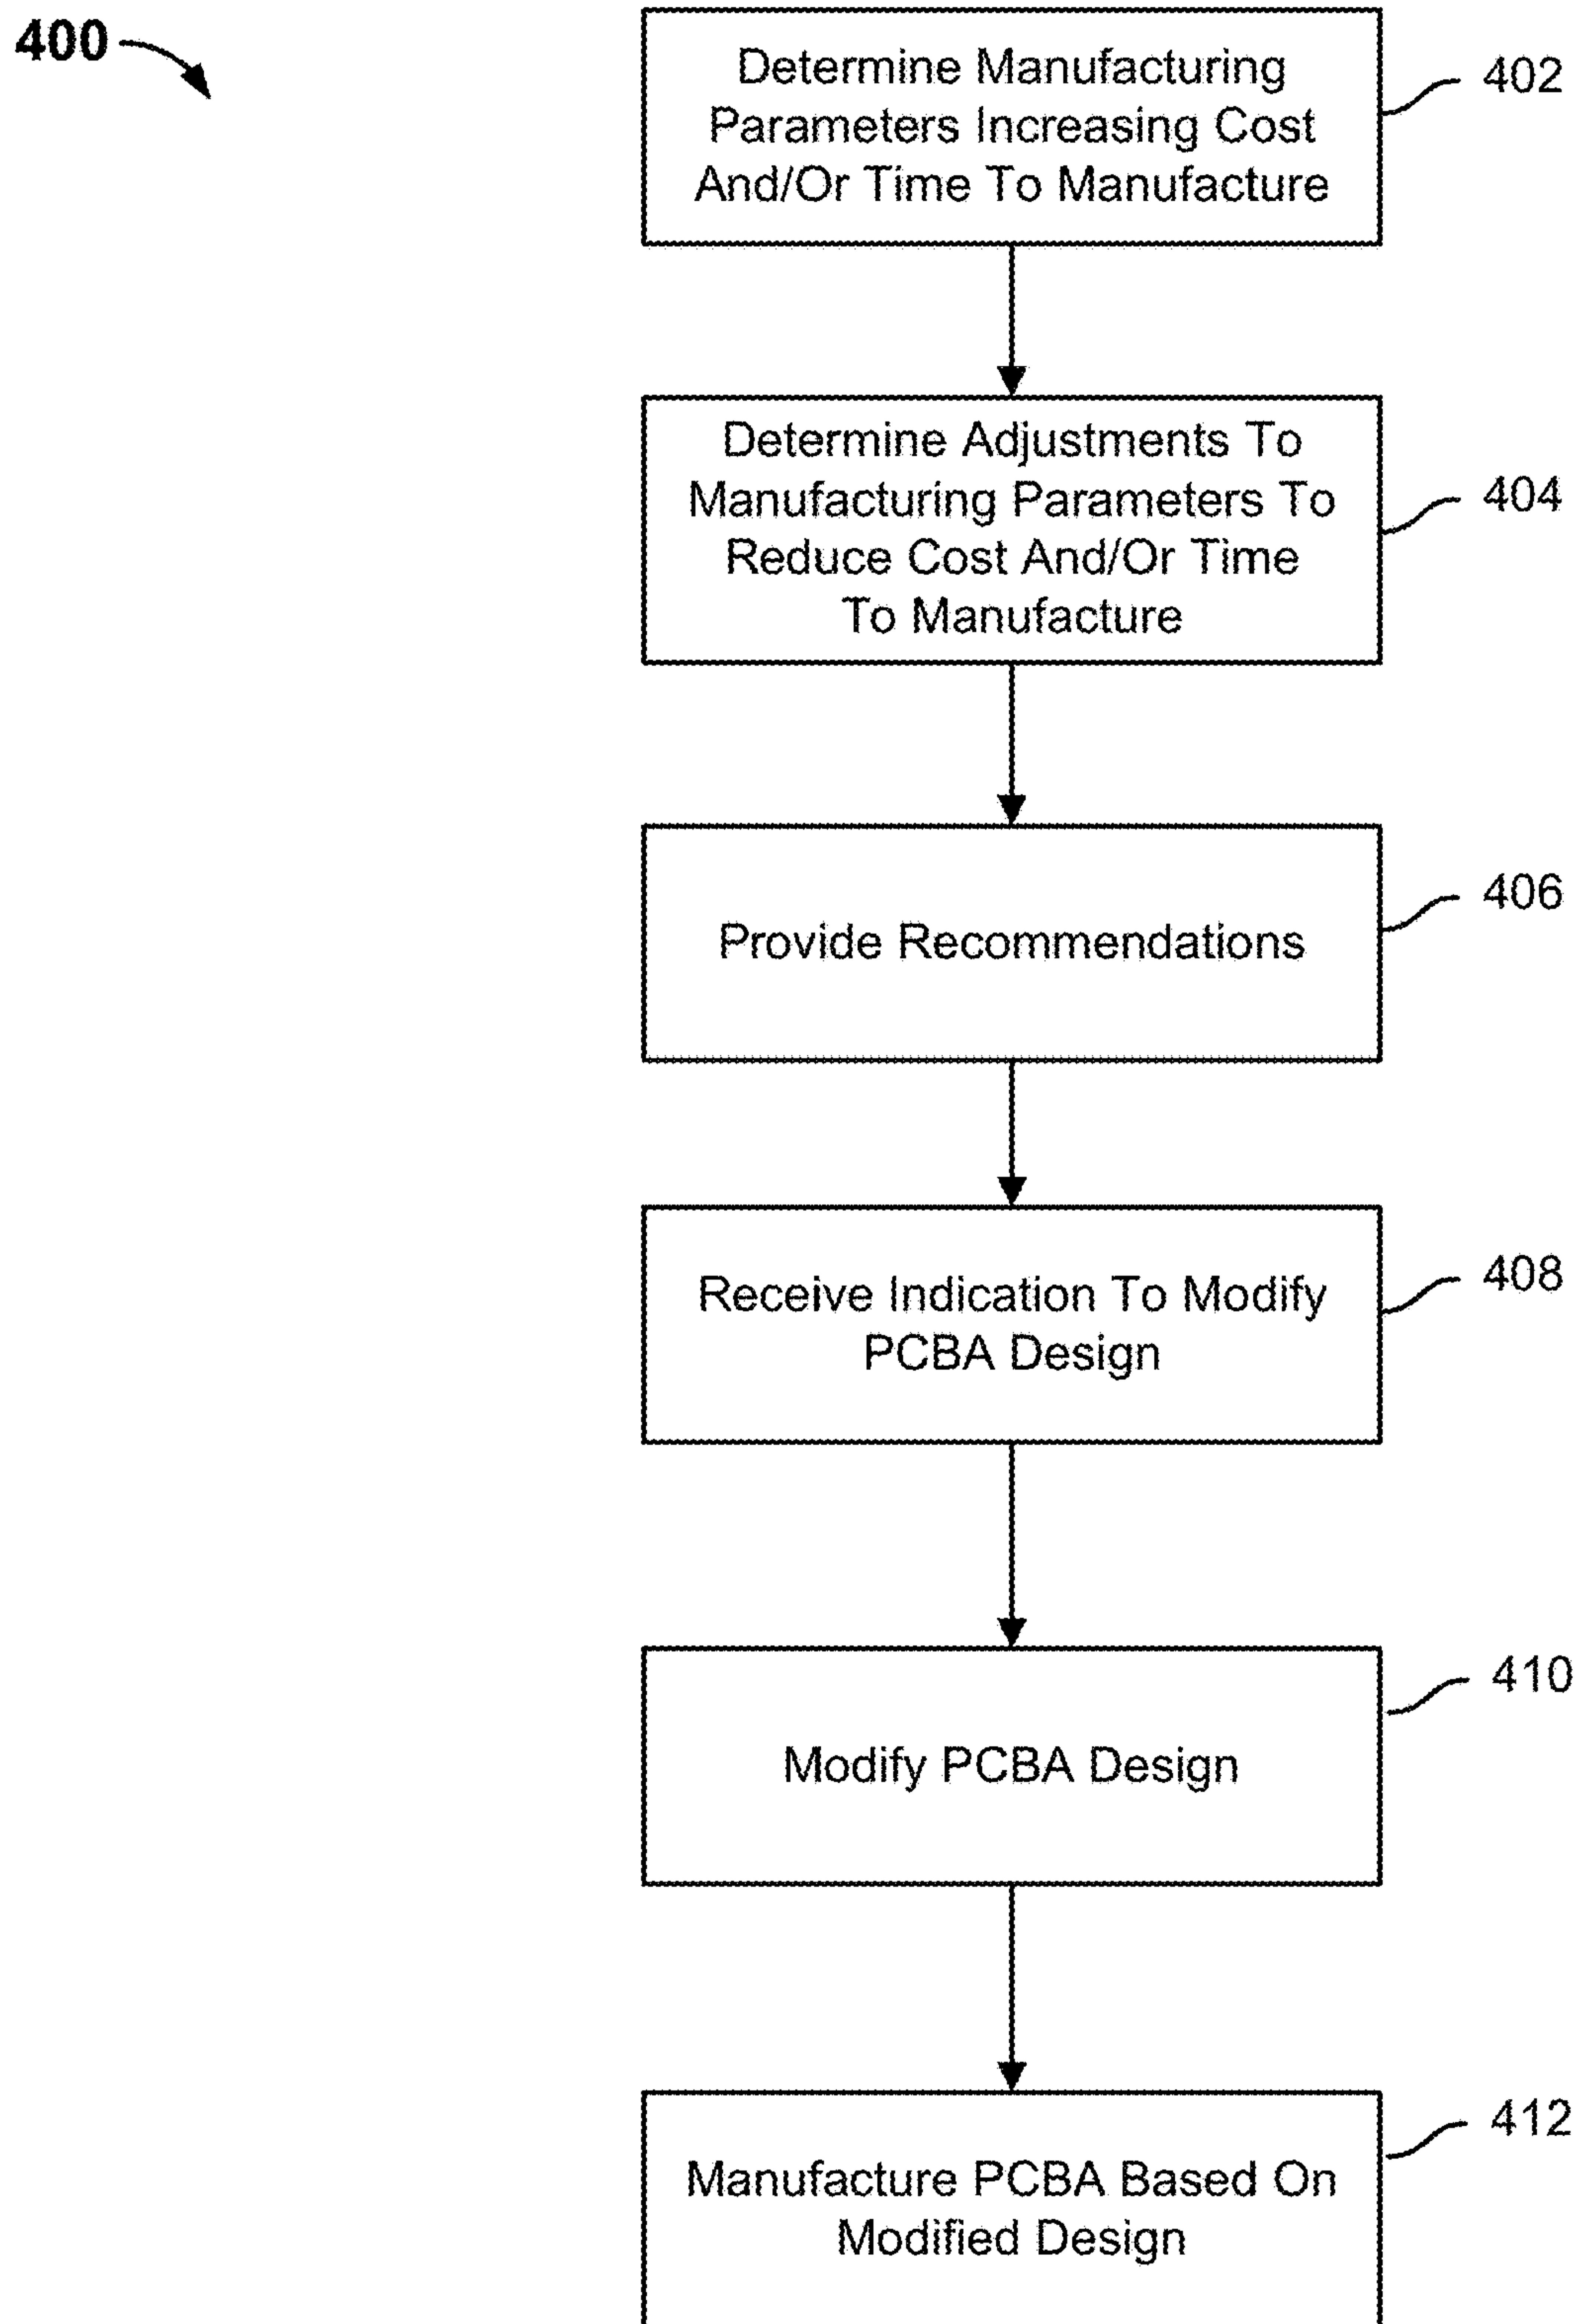 400
Determine Manufacturing
Parameters Increasing Cost
And/Or Time To Manufacture
402
Determine Adjustments To
Manufacturing Parameters To
Reduce Cost And/Or Time
To Manufacture
404
Provide Recommendations
406
Receive Indication To Modify
PCBA Design
408
Modify PCBA Design
410
Manufacture PCBA Based On
Modified Design
412